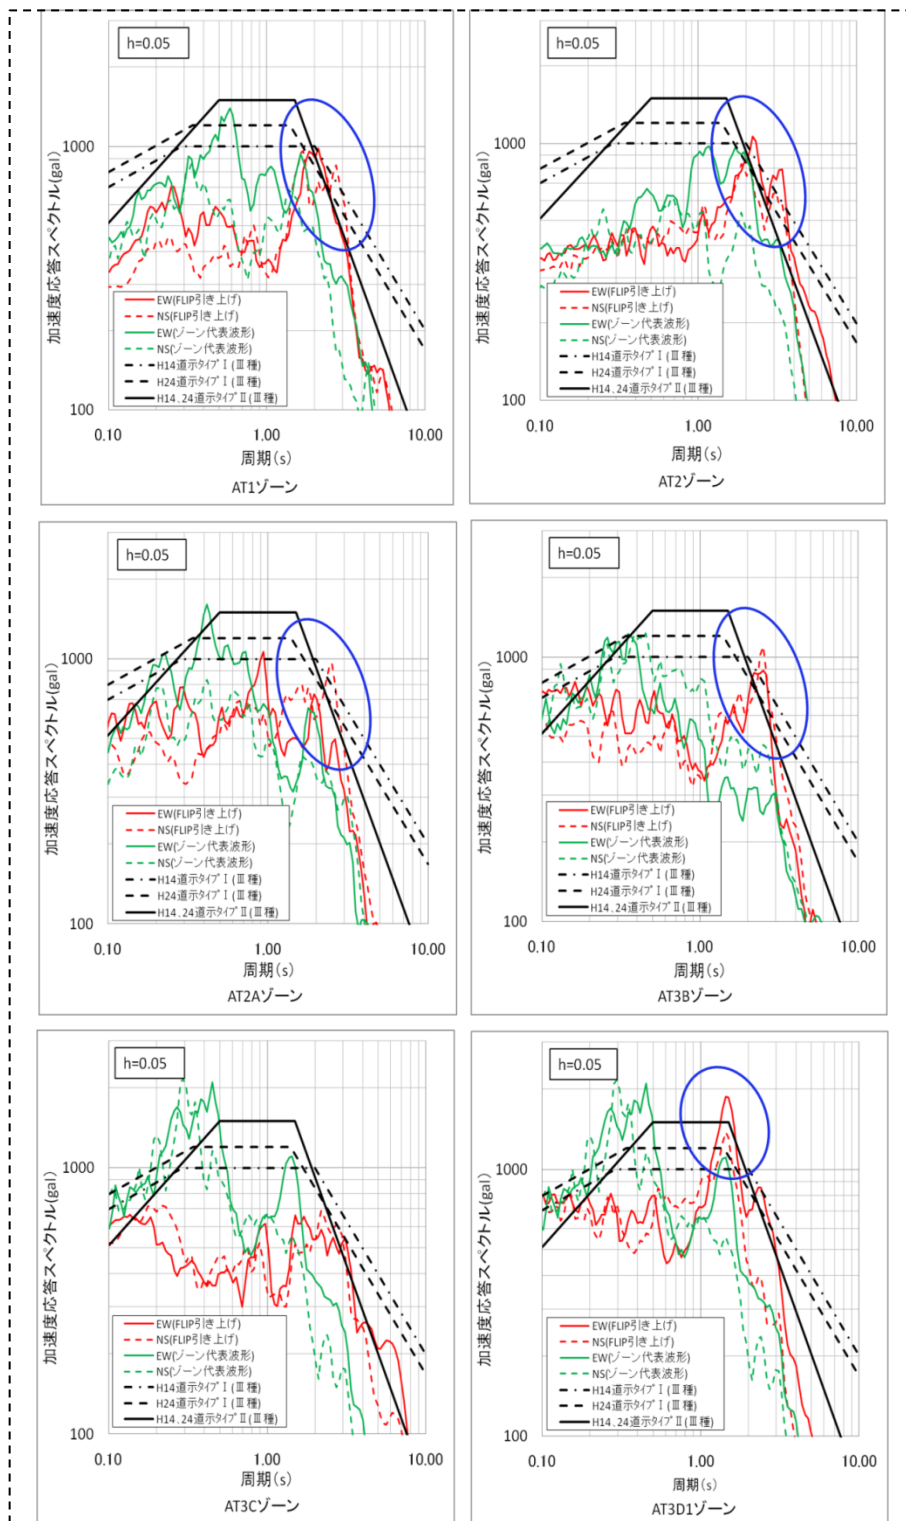 h=0.05
加速度応答スペクトル(gal)
1000
100
EW(FLIP引き上げ)
NS(FLIP引き上げ)
EW(ゾーン代表波形)
NS(ゾーン代表波形)
H14道示タイプⅠ(Ⅲ種)
H24道示タイプⅠ(Ⅲ種)
H14.24道示タイプⅡ(Ⅲ種)
0.10 1.00 10.00
周期(s)
AT1ゾーン
h=0.05
加速度応答スペクトル(gal)
1000
100
EW(FLIP引き上げ)
NS(FLIP引き上げ)
EW(ゾーン代表波形)
NS(ゾーン代表波形)
H14道示タイプⅠ(Ⅲ種)
H24道示タイプⅠ(Ⅲ種)
H14.24道示タイプⅡ(Ⅲ種)
0.10 1.00 10.00
周期(s)
AT2ゾーン
h=0.05
加速度応答スペクトル(gal)
1000
100
EW(FLIP引き上げ)
NS(FLIP引き上げ)
EW(ゾーン代表波形)
NS(ゾーン代表波形)
H14道示タイプⅠ(Ⅲ種)
H24道示タイプⅠ(Ⅲ種)
H14.24道示タイプⅡ(Ⅲ種)
0.10 1.00 10.00
周期(s)
AT2Aゾーン
h=0.05
加速度応答スペクトル(gal)
1000
100
EW(FLIP引き上げ)
NS(FLIP引き上げ)
EW(ゾーン代表波形)
NS(ゾーン代表波形)
H14道示タイプⅠ(Ⅲ種)
H24道示タイプⅠ(Ⅲ種)
H14.24道示タイプⅡ(Ⅲ種)
0.10 1.00 10.00
周期(s)
AT3Bゾーン
h=0.05
加速度応答スペクトル(gal)
1000
100
EW(FLIP引き上げ)
NS(FLIP引き上げ)
EW(ゾーン代表波形)
NS(ゾーン代表波形)
H14道示タイプⅠ(Ⅲ種)
H24道示タイプⅠ(Ⅲ種)
H14.24道示タイプⅡ(Ⅲ種)
0.10 1.00 10.00
周期(s)
AT3Cゾーン
h=0.05
加速度応答スペクトル(gal)
1000
100
EW(FLIP引き上げ)
NS(FLIP引き上げ)
EW(ゾーン代表波形)
NS(ゾーン代表波形)
H14道示タイプⅠ(Ⅲ種)
H24道示タイプⅠ(Ⅲ種)
H14.24道示タイプⅡ(Ⅲ種)
0.10 1.00 10.00
周期(s)
AT3D1ゾーン